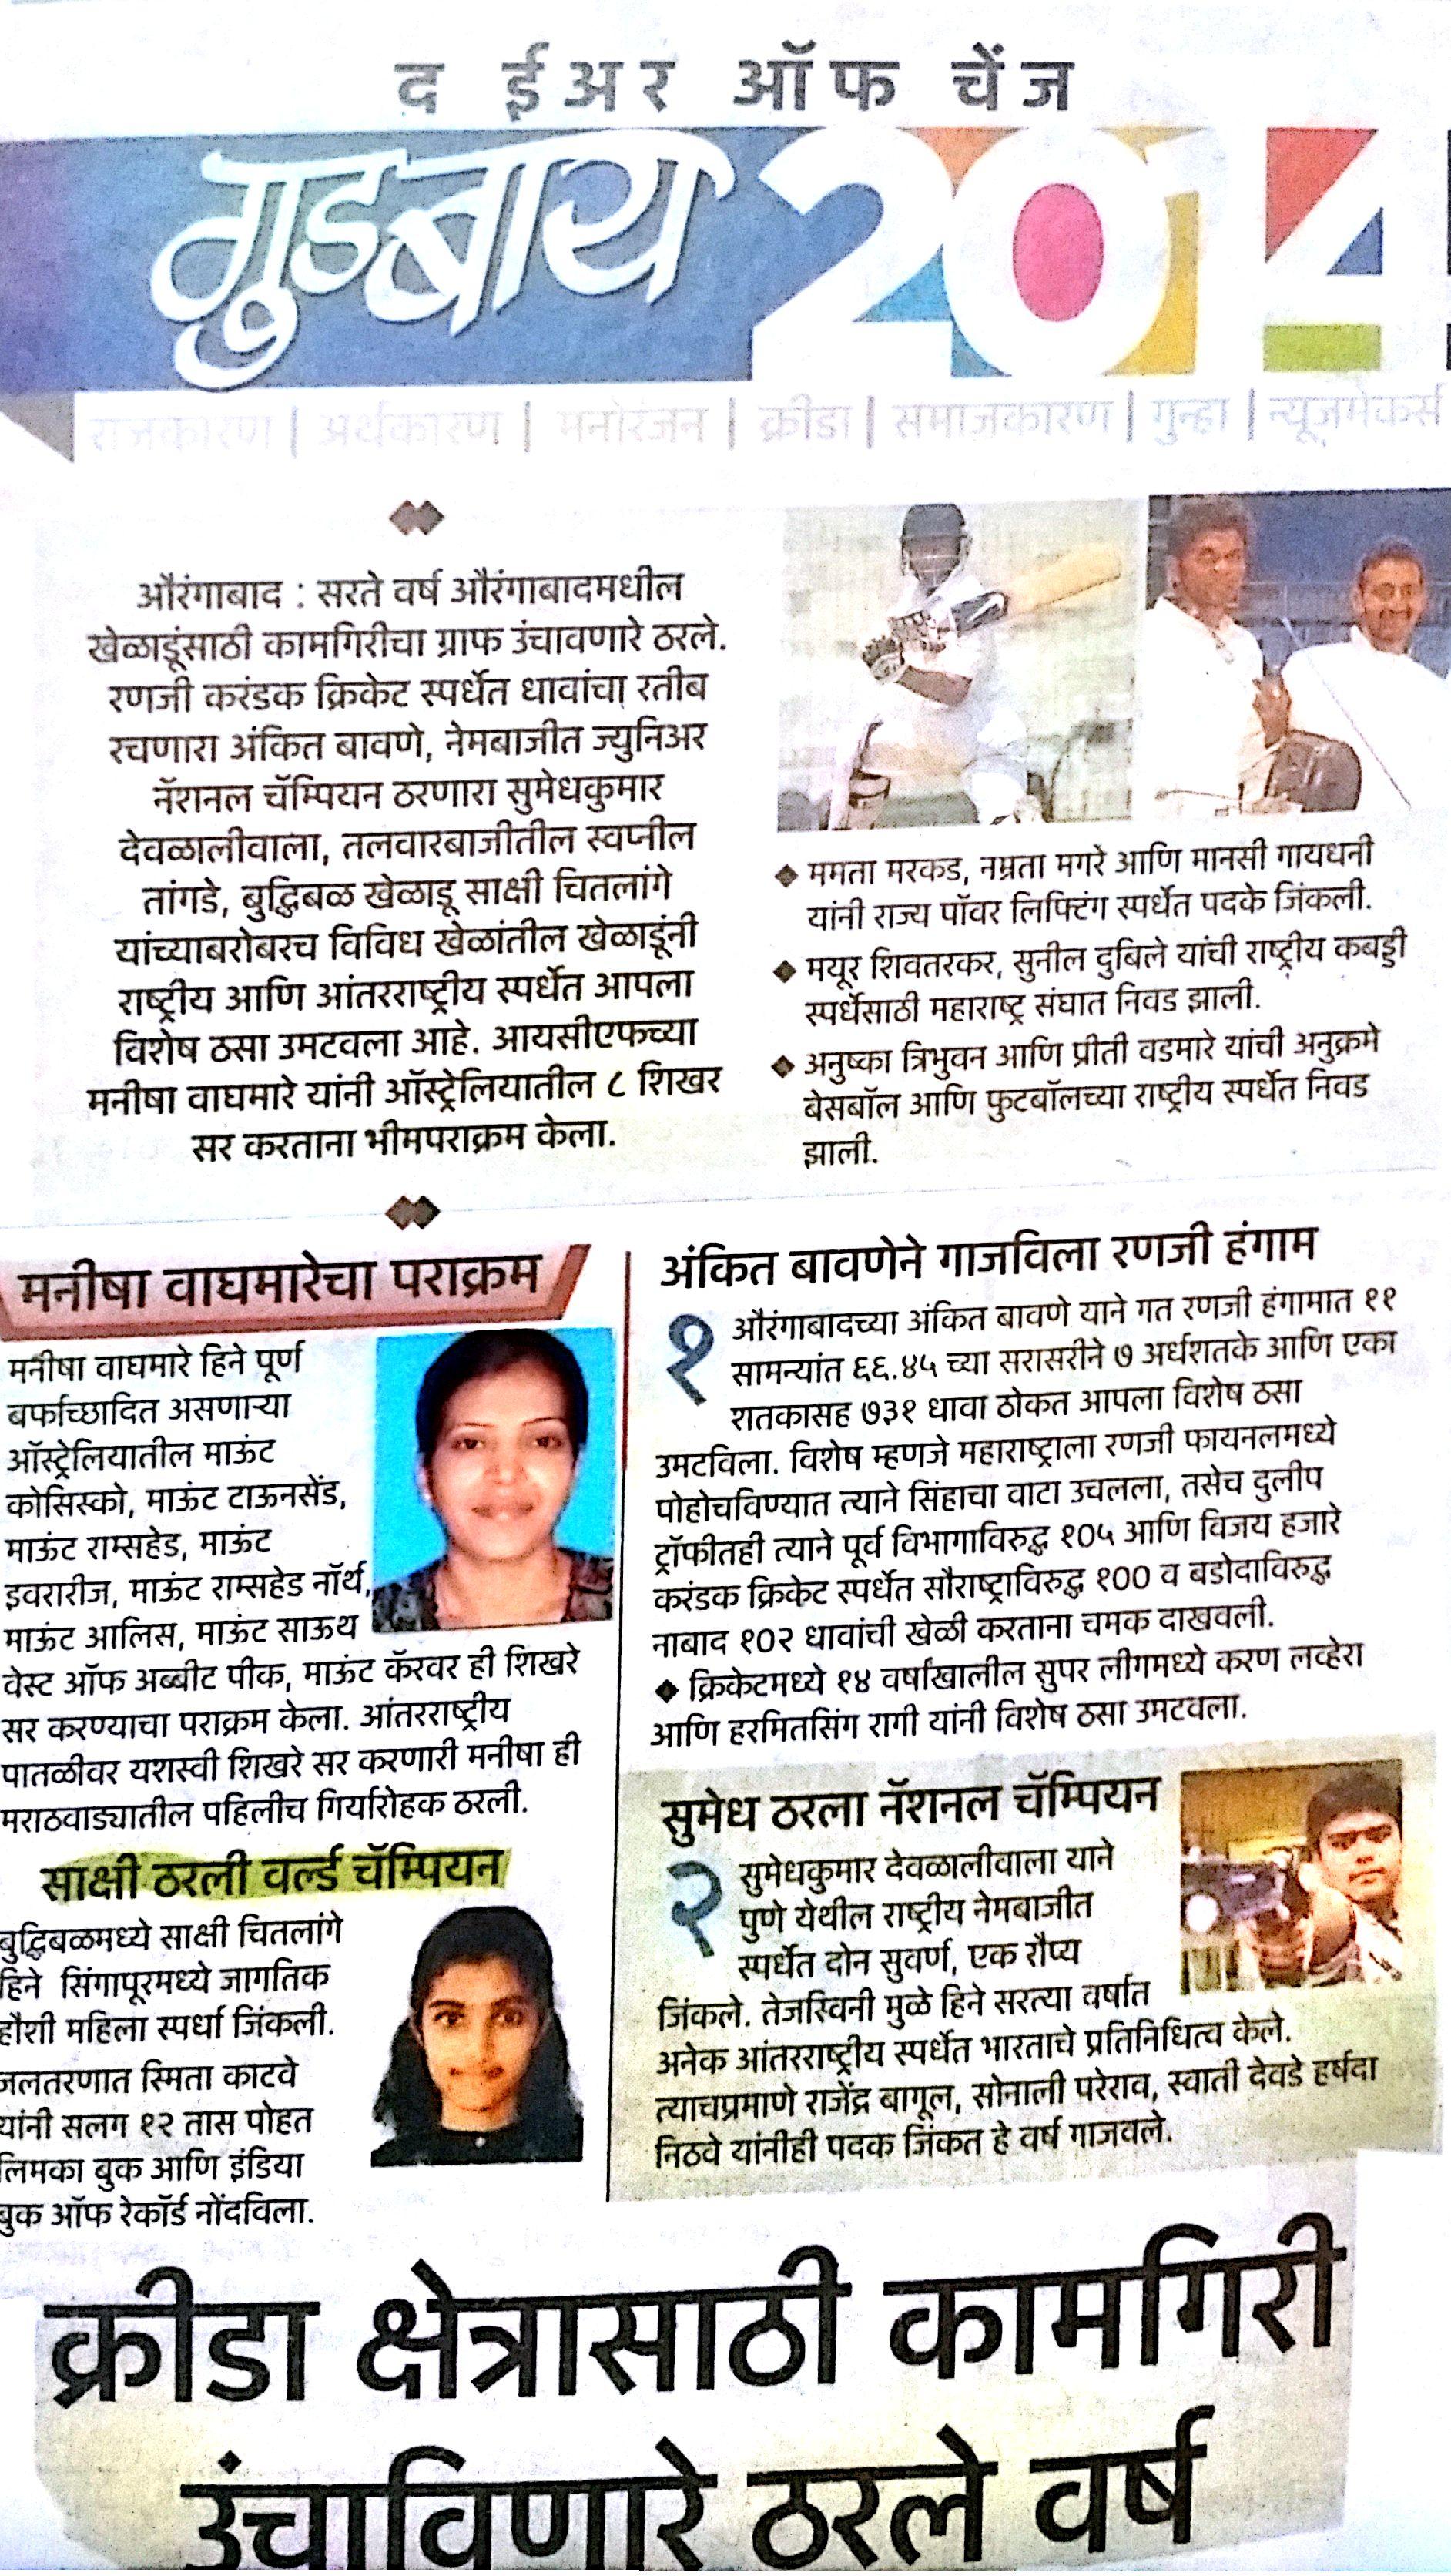 द ईअर ऑफ चेंज
गुडबाय 2014
राजकारण | अर्थकारण | मनोरंजन | क्रीडा | समाजकारण | गुन्हा | न्यूजमेकर्स
औरंगाबाद : सरते वर्ष औरंगाबादमधील
खेळाडूंसाठी कामगिरीचा ग्राफ उंचावणारे ठरले.
रणजी करंडक क्रिकेट स्पर्धेत धावांचा रतीब
रचणारा अंकित बावणे, नेमबाजीत ज्युनिअर
नॅशनल चॅम्पियन ठरणारा सुमेधकुमार
देवळालीवाला, तलवारबाजीतील स्वप्नील
तांगडे, बुद्धिबळ खेळाडू साक्षी चितलांगे
यांच्याबरोबरच विविध खेळांतील खेळाडूंनी
राष्ट्रीय आणि आंतरराष्ट्रीय स्पर्धेत आपला
विशेष ठसा उमटवला आहे. आयसीएफच्या
मनीषा वाघमारे यांनी ऑस्ट्रेलियातील ८ शिखर
सर करताना भीमपराक्रम केला.
◆ ममता मरकड, नम्रता मगरे आणि मानसी गायधनी
यांनी राज्य पॉवर लिफ्टिंग स्पर्धेत पदके जिंकली.
◆ मयूर शिवतरकर, सुनील दुबिले यांची राष्ट्रीय कबड्डी
स्पर्धेसाठी महाराष्ट्र संघात निवड झाली.
◆ अनुष्का त्रिभुवन आणि प्रीती वडमारे यांची अनुक्रमे
बेसबॉल आणि फुटबॉलच्या राष्ट्रीय स्पर्धेत निवड
झाली.
मनीषा वाघमारेचा पराक्रम
मनीषा वाघमारे हिने पूर्ण
बर्फाच्छादित असणाऱ्या
ऑस्ट्रेलियातील माऊंट
कोसिस्को, माऊंट टाऊनसेंड,
माऊंट राम्सहेड, माऊंट
इवरारीज, माऊंट राम्सहेड नॉर्थ,
माऊंट आलिस, माऊंट साऊथ
वेस्ट ऑफ अब्बीट पीक, माऊंट कॅरवर ही शिखरे
सर करण्याचा पराक्रम केला. आंतरराष्ट्रीय
पातळीवर यशस्वी शिखरे सर करणारी मनीषा ही
मराठवाड्यातील पहिलीच गिर्यारोहक ठरली.
साक्षी ठरली वर्ल्ड चॅम्पियन
बुद्धिबळमध्ये साक्षी चितलांगे
हिने सिंगापूरमध्ये जागतिक
हौशी महिला स्पर्धा जिंकली.
जलतरणात स्मिता काटवे
यांनी सलग १२ तास पोहत
लिमका बुक आणि इंडिया
बुक ऑफ रेकॉर्ड नोंदविला.
अंकित बावणेने गाजविला रणजी हंगाम
१ औरंगाबादच्या अंकित बावणे याने गत रणजी हंगामात ११
सामन्यांत ६६.४५ च्या सरासरीने ७ अर्धशतके आणि एका
शतकासह ७३१ धावा ठोकत आपला विशेष ठसा
उमटविला. विशेष म्हणजे महाराष्ट्राला रणजी फायनलमध्ये
पोहोचविण्यात त्याने सिंहाचा वाटा उचलला, तसेच दुलीप
ट्रॉफीतही त्याने पूर्व विभागाविरुद्ध १०५ आणि विजय हजारे
करंडक क्रिकेट स्पर्धेत सौराष्ट्राविरुद्ध १०० व बडोदाविरुद्ध
नाबाद १०२ धावांची खेळी करताना चमक दाखवली.
◆ क्रिकेटमध्ये १४ वर्षांखालील सुपर लीगमध्ये करण लव्हेरा
आणि हरमितसिंग रागी यांनी विशेष ठसा उमटवला.
सुमेध ठरला नॅशनल चॅम्पियन
२ सुमेधकुमार देवळालीवाला याने
पुणे येथील राष्ट्रीय नेमबाजीत
स्पर्धेत दोन सुवर्ण, एक रौप्य
जिंकले. तेजस्विनी मुळे हिने सरत्या वर्षात
अनेक आंतरराष्ट्रीय स्पर्धेत भारताचे प्रतिनिधित्व केले.
त्याचप्रमाणे राजेंद्र बागूल, सोनाली परेराव, स्वाती देवडे हर्षदा
निठवे यांनीही पदक जिंकत हे वर्ष गाजवले.
क्रीडा क्षेत्रासाठी कामगिरी
उंचाविणारे ठरले वर्ष